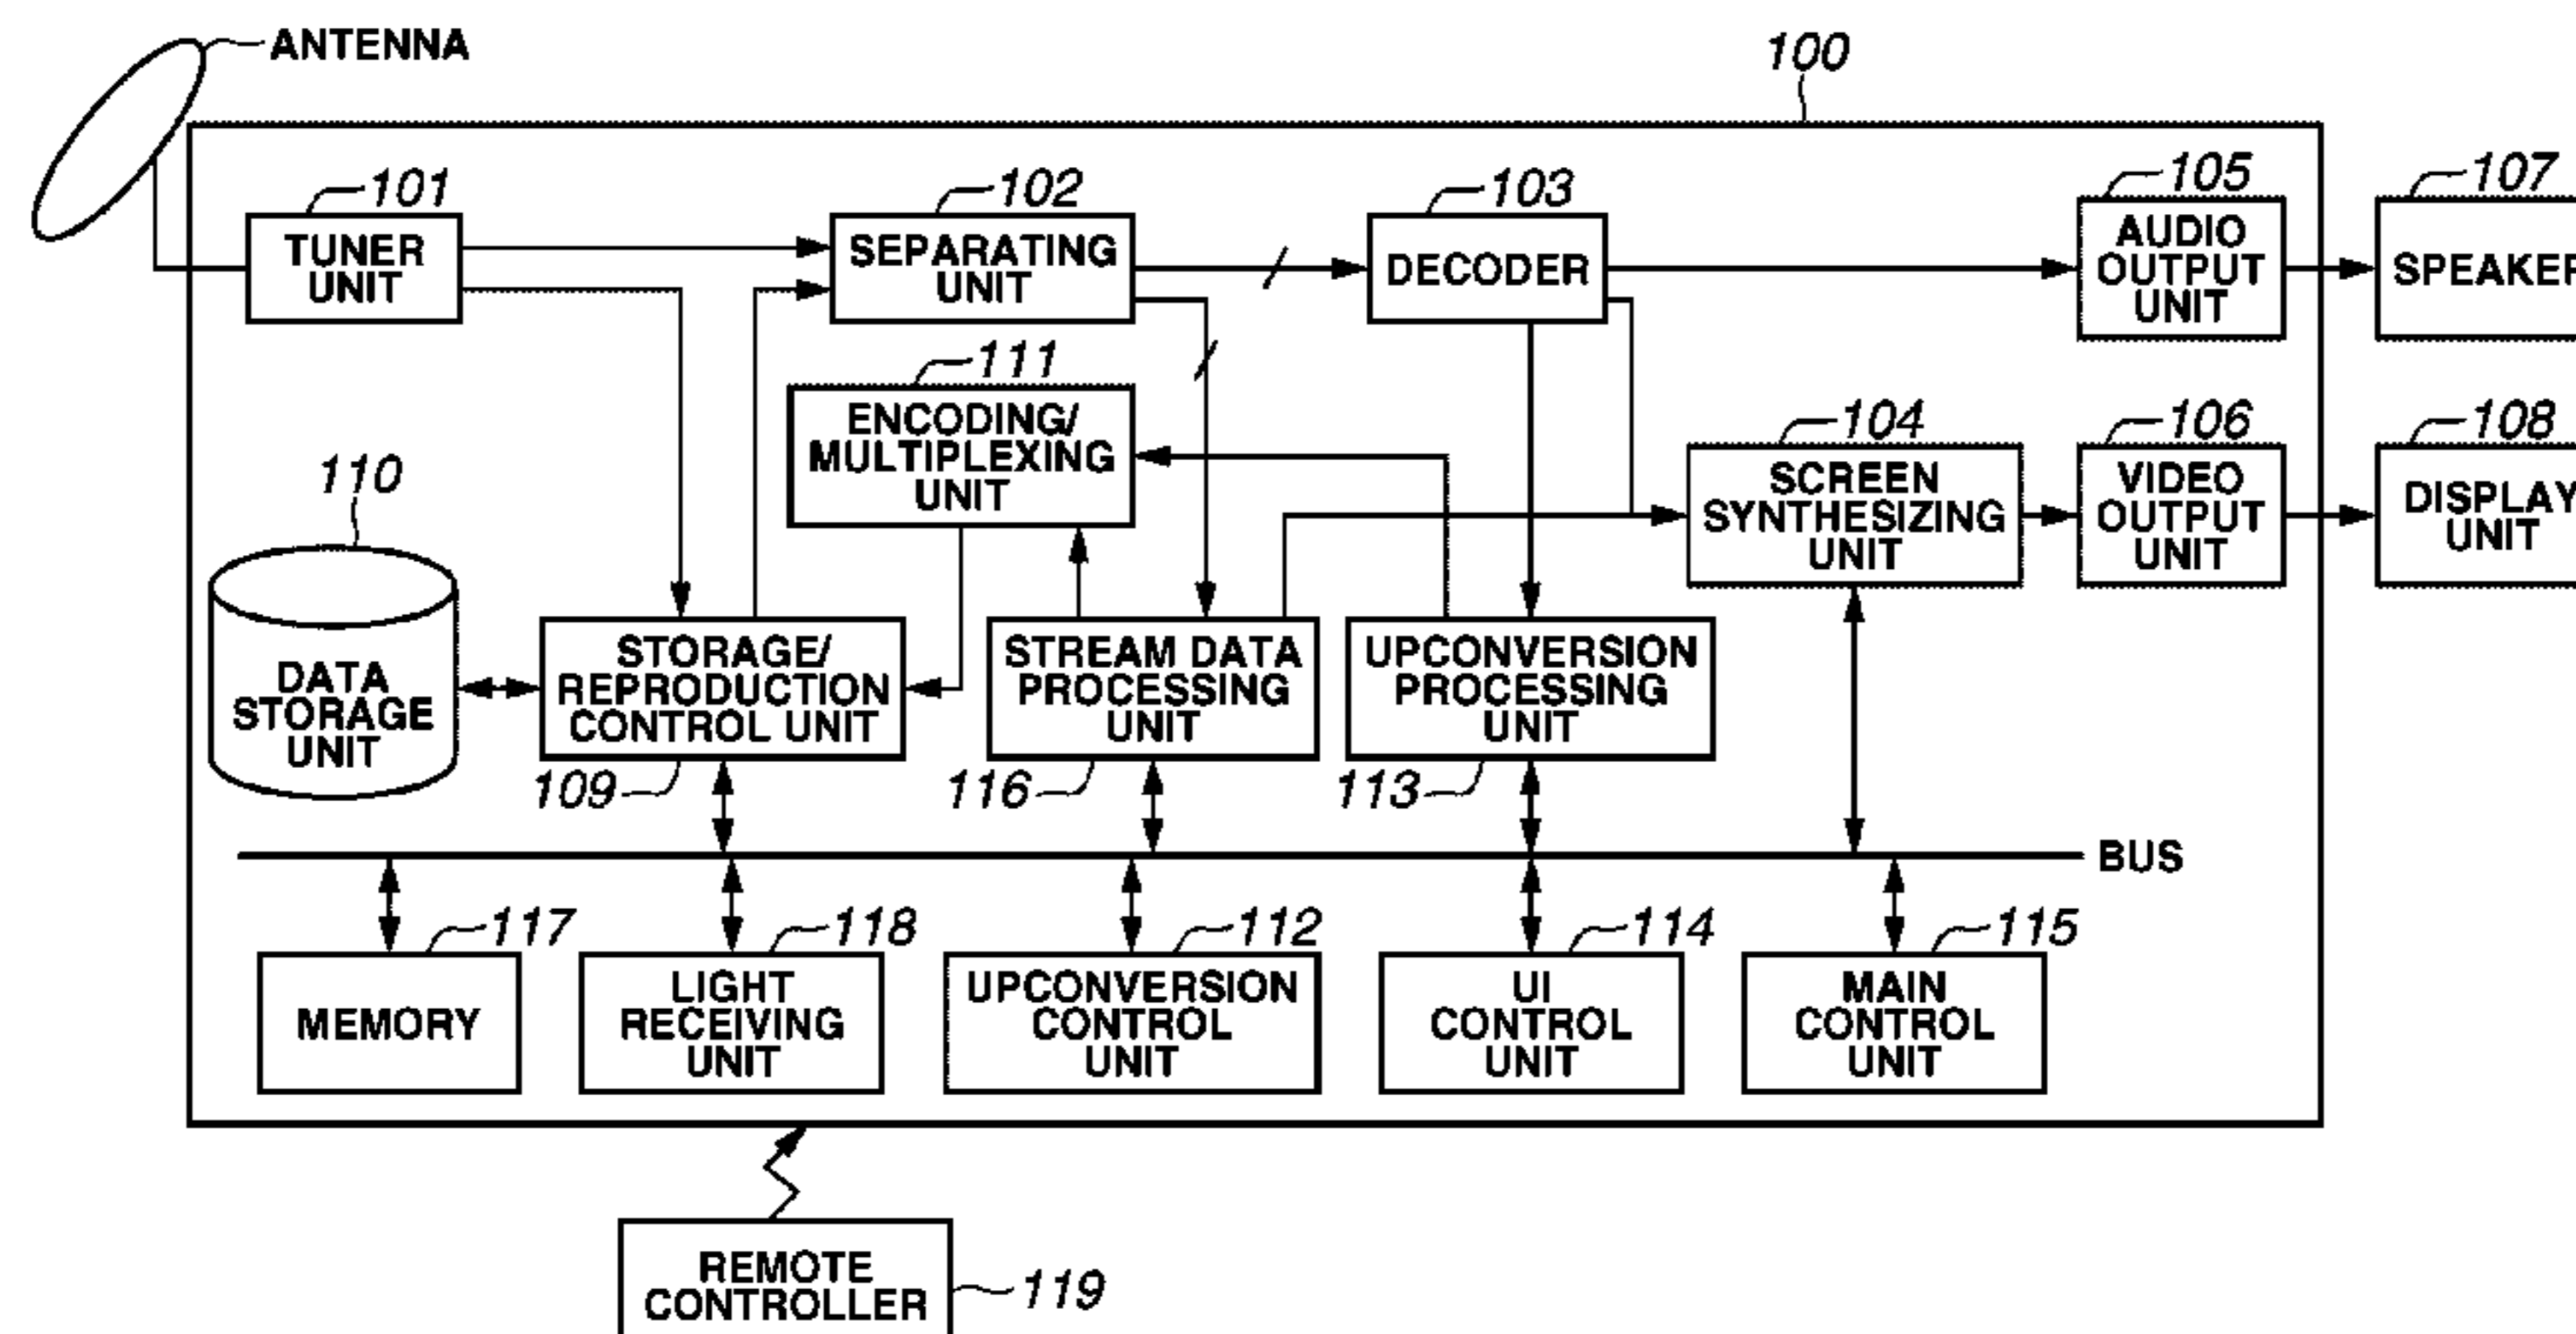 ANTENNA
100
101
TUNER
UNIT
102
SEPARATING
UNIT
103
DECODER
105
AUDIO
OUTPUT
UNIT
107
SPEAKER
111
ENCODING/
MULTIPLEXING
UNIT
104
SCREEN
SYNTHESIZING
UNIT
106
VIDEO
OUTPUT
UNIT
108
DISPLAY
UNIT
110
DATA
STORAGE
UNIT
STORAGE/
REPRODUCTION
CONTROL UNIT
109
STREAM DATA
PROCESSING
UNIT
116
UPCONVERSION
PROCESSING
UNIT
113
BUS
117
MEMORY
118
LIGHT
RECEIVING
UNIT
112
UPCONVERSION
CONTROL
UNIT
114
UI
CONTROL
UNIT
115
MAIN
CONTROL
UNIT
REMOTE
CONTROLLER
119